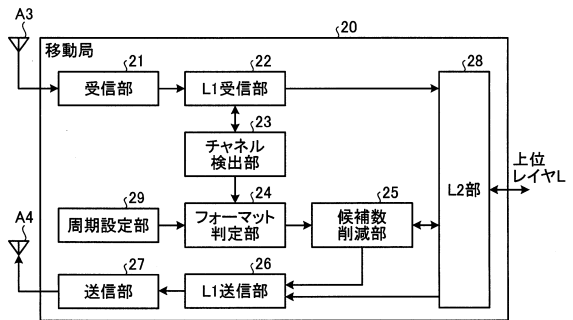 A3
20
移動局
21
受信部
22
L1受信部
28
L2部
23
チャネル
検出部
上位
レイヤL
29
周期設定部
24
フォーマット
判定部
25
候補数
削減部
A4
27
送信部
26
L1送信部